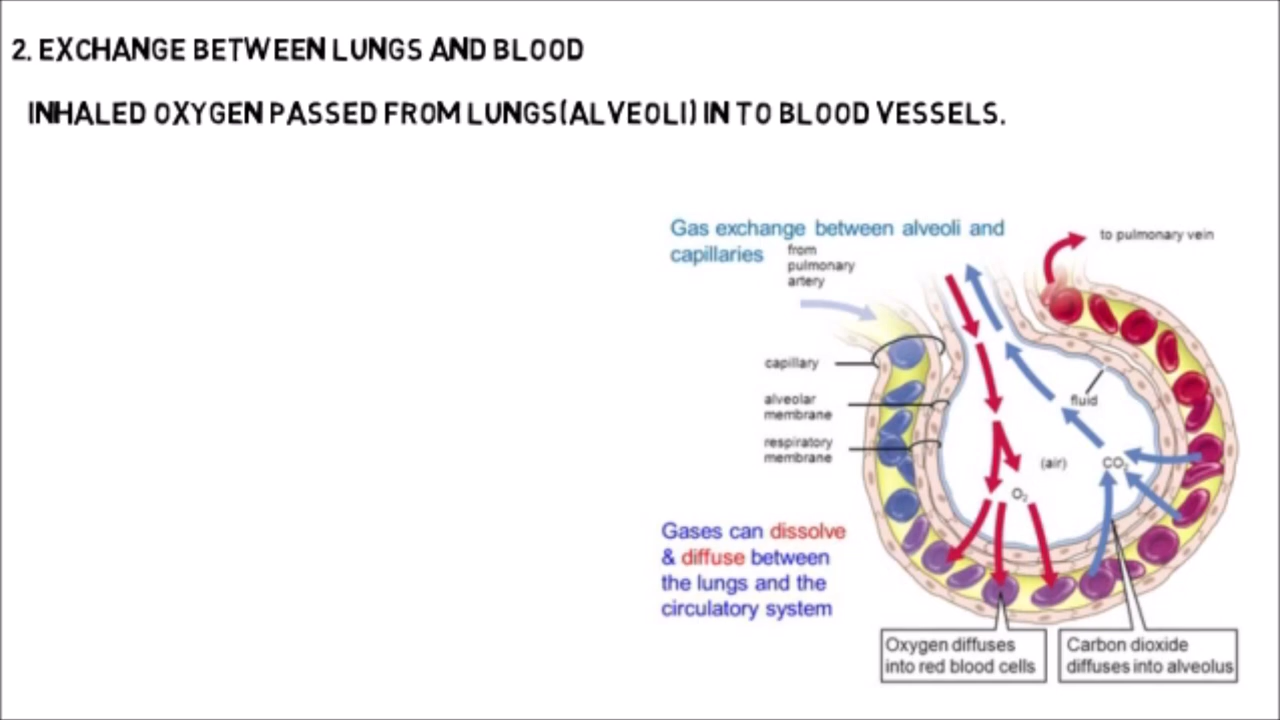 2. EXCHANGE BETWEEN LUNGS AND BLOOD
INHALED OXYGEN PASSED FROM LUNGS(ALVEOLI) IN TO BLOOD VESSELS.
Gas exchange between alveoli and
capillaries
from
pulmonary
artery
to pulmonary vein
capillary
alveolar
membrane
respiratory
membrane
fluid
(air)
CO₂
O₂
Gases can dissolve
& diffuse between
the lungs and the
circulatory system
Oxygen diffuses
into red blood cells
Carbon dioxide
diffuses into alveolus